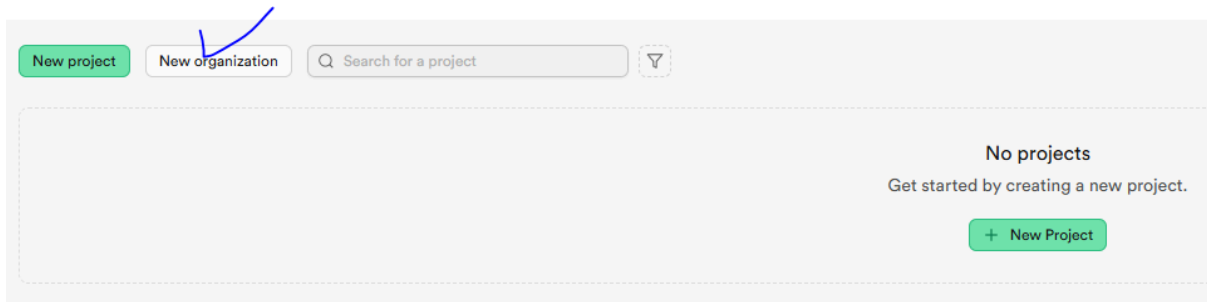 New project
New organization
Search for a project
No projects
Get started by creating a new project.
+ New Project